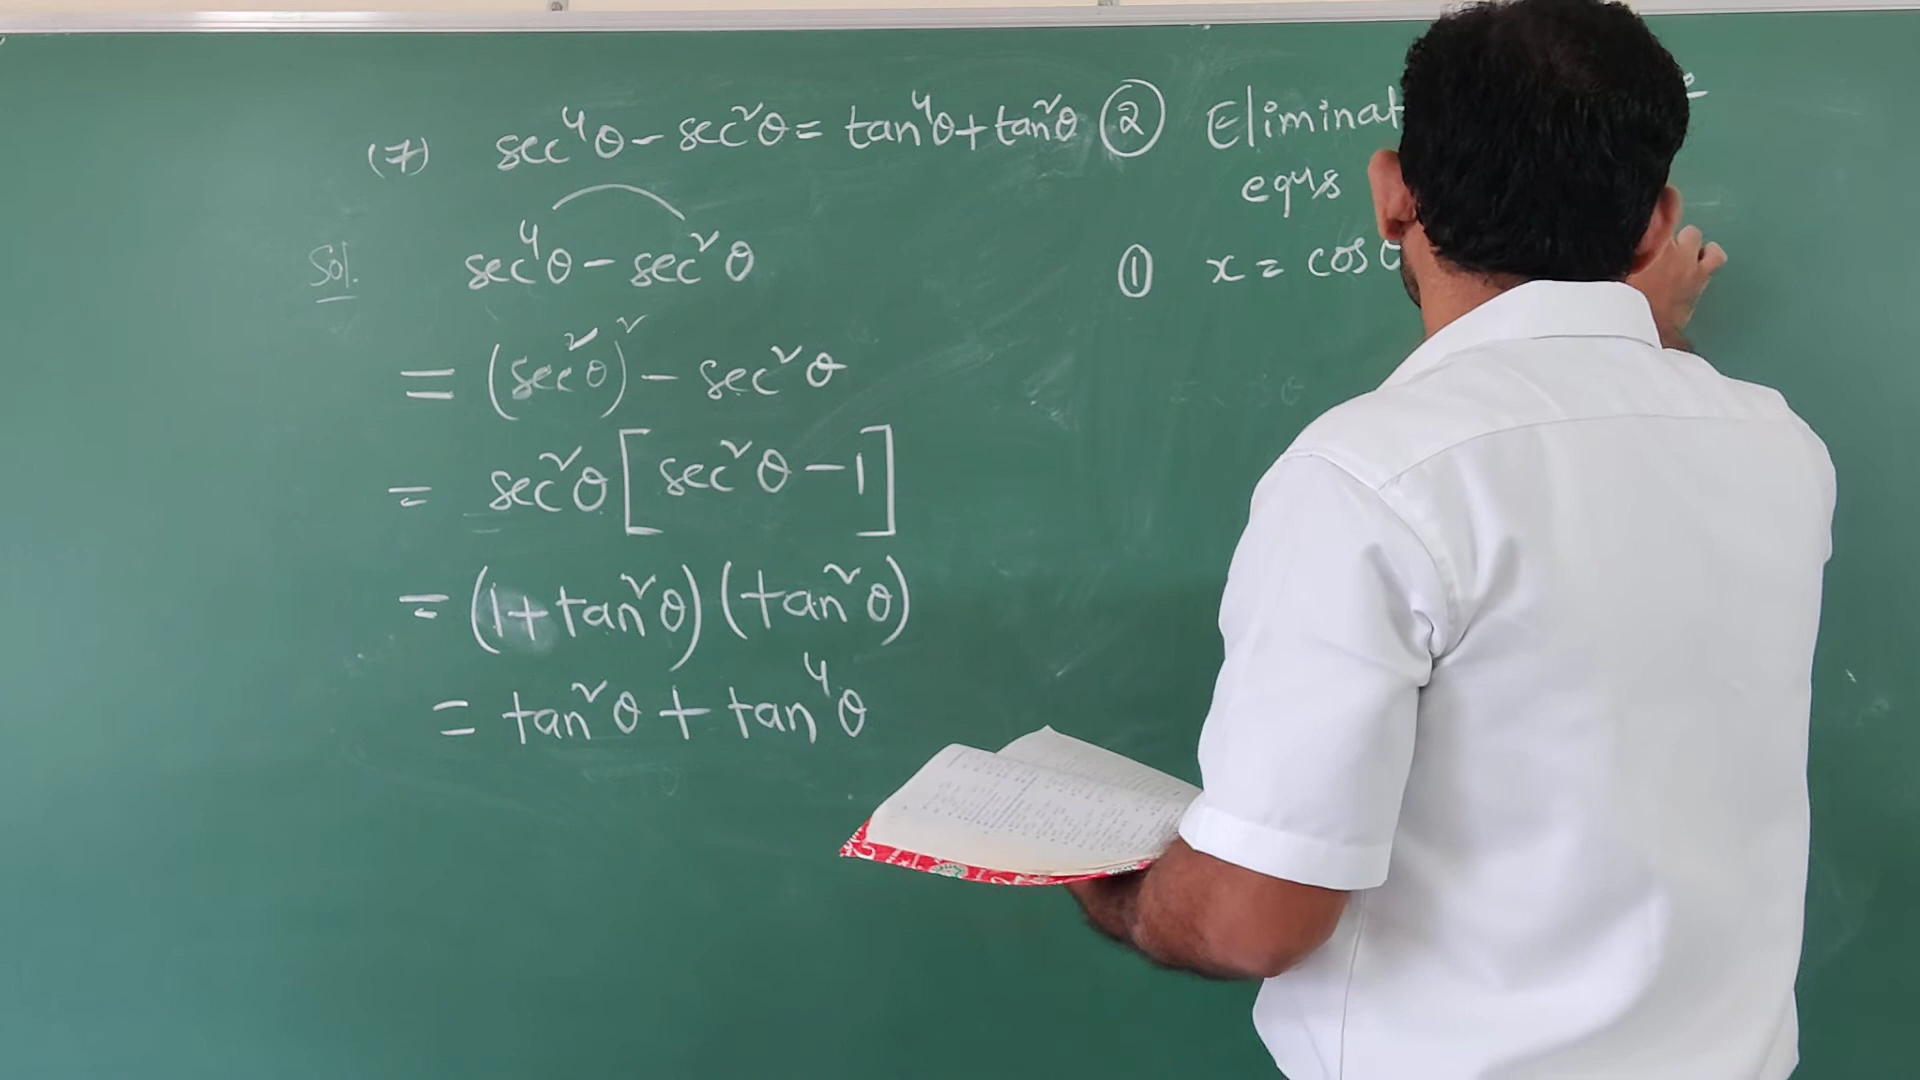 (7) sec⁴θ - sec²θ = tan⁴θ + tan²θ
Sol. sec⁴θ - sec²θ
= (sec²θ)² - sec²θ
= sec²θ [sec²θ - 1]
= (1 + tan²θ) (tan²θ)
= tan²θ + tan⁴θ
② Eliminat
eqns
① x = cosθ